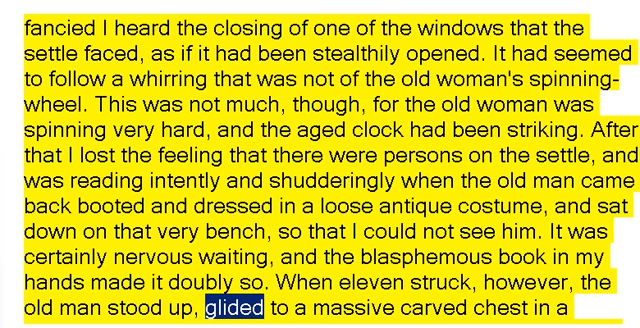 fancied I heard the closing of one of the windows that the
settle faced, as if it had been stealthily opened. It had seemed
to follow a whirring that was not of the old woman's spinning-
wheel. This was not much, though, for the old woman was
spinning very hard, and the aged clock had been striking. After
that I lost the feeling that there were persons on the settle, and
was reading intently and shudderingly when the old man came
back booted and dressed in a loose antique costume, and sat
down on that very bench, so that I could not see him. It was
certainly nervous waiting, and the blasphemous book in my
hands made it doubly so. When eleven struck, however, the
old man stood up, glided to a massive carved chest in a